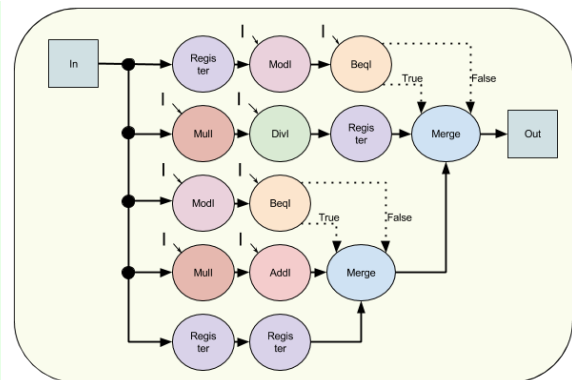 I
I
In
Regis
ter
ModI
BeqI
True
False
I
I
MulI
DivI
Regis
ter
Merge
Out
I
ModI
I
BeqI
True
False
I
MulI
I
AddI
Merge
Regis
ter
Regis
ter